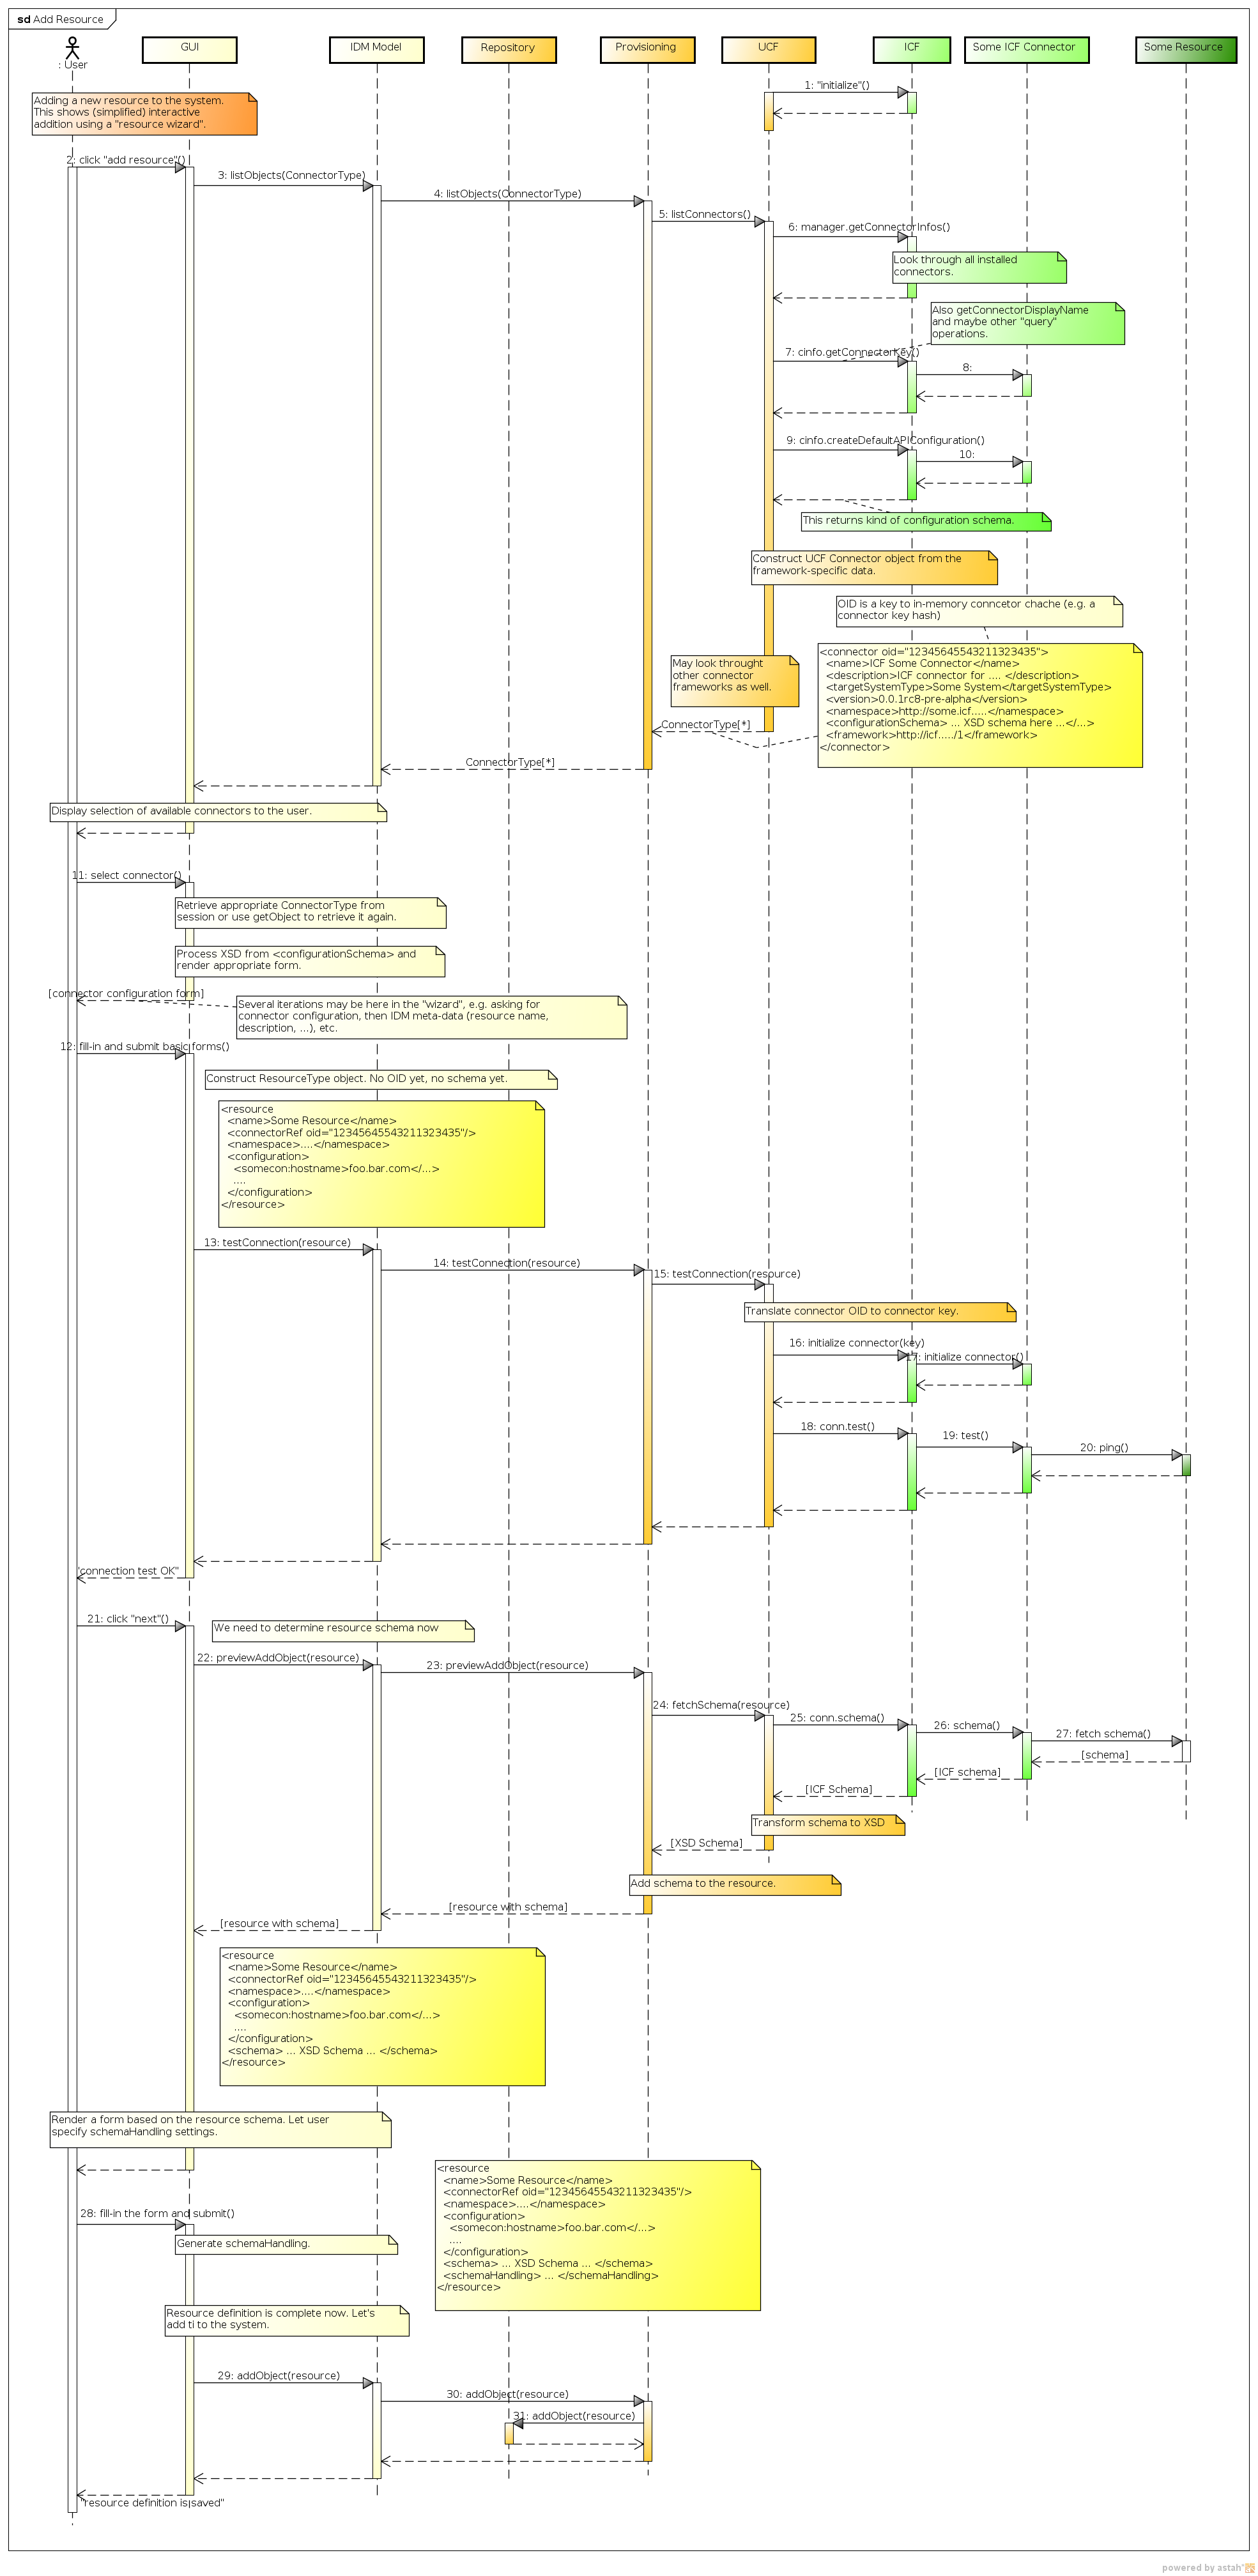 sd Add Resource
: User
GUI
IDM Model
Repository
Provisioning
UCF
ICF
Some ICF Connector
Some Resource
1: "initialize"()
Adding a new resource to the system.
This shows (simplified) interactive
addition using a "resource wizard".
2: click "add resource"()
3: listObjects(ConnectorType)
4: listObjects(ConnectorType)
5: listConnectors()
6: manager.getConnectorInfos()
Look through all installed
connectors.
Also getConnectorDisplayName
and maybe other "query"
operations.
7: cinfo.getConnectorKey()
8:
9: cinfo.createDefaultAPIConfiguration()
10:
This returns kind of configuration schema.
Construct UCF Connector object from the
framework-specific data.
OID is a key to in-memory conncetor chache (e.g. a
connector key hash)
May look throught
other connector
frameworks as well.
<connector oid="12345645543211323435">
<name>ICF Some Connector</name>
<description>ICF connector for .... </description>
<targetSystemType>Some System</targetSystemType>
<version>0.0.1rc8-pre-alpha</version>
<namespace>http://some.icf.....</namespace>
<configurationSchema> ... XSD schema here ...</...>
<framework>http://icf...../1</framework>
</connector>
ConnectorType[*]
ConnectorType[*]
Display selection of available connectors to the user.
11: select connector()
Retrieve appropriate ConnectorType from
session or use getObject to retrieve it again.
Process XSD from <configurationSchema> and
render appropriate form.
[connector configuration form]
Several iterations may be here in the "wizard", e.g. asking for
connector configuration, then IDM meta-data (resource name,
description, ...), etc.
12: fill-in and submit basic forms()
Construct ResourceType object. No OID yet, no schema yet.
<resource
<name>Some Resource</name>
<connectorRef oid="12345645543211323435"/>
<namespace>....</namespace>
<configuration>
<somecon:hostname>foo.bar.com</...>
....
</configuration>
</resource>
13: testConnection(resource)
14: testConnection(resource)
15: testConnection(resource)
Translate connector OID to connector key.
16: initialize connector(key)
17: initialize connector()
18: conn.test()
19: test()
20: ping()
"connection test OK"
21: click "next"()
We need to determine resource schema now
22: previewAddObject(resource)
23: previewAddObject(resource)
24: fetchSchema(resource)
25: conn.schema()
26: schema()
27: fetch schema()
[schema]
[ICF schema]
[ICF Schema]
Transform schema to XSD
[XSD Schema]
Add schema to the resource.
[resource with schema]
[resource with schema]
<resource
<name>Some Resource</name>
<connectorRef oid="12345645543211323435"/>
<namespace>....</namespace>
<configuration>
<somecon:hostname>foo.bar.com</...>
....
</configuration>
<schema> ... XSD Schema ... </schema>
</resource>
Render a form based on the resource schema. Let user
specify schemaHandling settings.
<resource
<name>Some Resource</name>
<connectorRef oid="12345645543211323435"/>
<namespace>....</namespace>
<configuration>
<somecon:hostname>foo.bar.com</...>
....
</configuration>
<schema> ... XSD Schema ... </schema>
<schemaHandling> ... </schemaHandling>
</resource>
28: fill-in the form and submit()
Generate schemaHandling.
Resource definition is complete now. Let's
add ti to the system.
29: addObject(resource)
30: addObject(resource)
31: addObject(resource)
"resource definition is saved"
powered by astah*